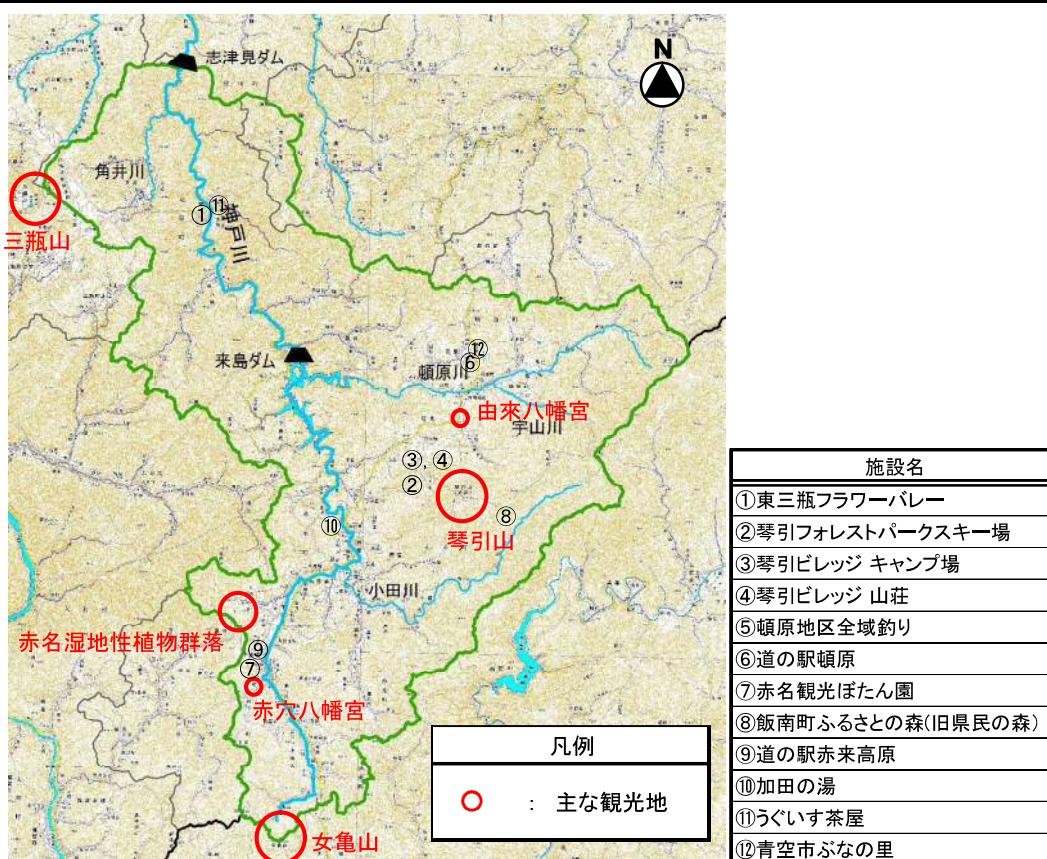 志津見ダム
N
角井川
①
⑪
神戸川
三瓶山
来島ダム
⑫
⑥
頓原川
由來八幡宮
宇山川
③, ④
②
⑧
琴引山
⑩
小田川
赤名湿地性植物群落
⑨
⑦
赤穴八幡宮
女亀山
凡例
： 主な観光地
施設名
①東三瓶フラワーバレー
②琴引フォレストパークスキー場
③琴引ビレッジ キャンプ場
④琴引ビレッジ 山荘
⑤頓原地区全域釣り
⑥道の駅頓原
⑦赤名観光ぼたん園
⑧飯南町ふるさとの森(旧県民の森)
⑨道の駅赤来高原
⑩加田の湯
⑪うぐいす茶屋
⑫青空市ぶなの里